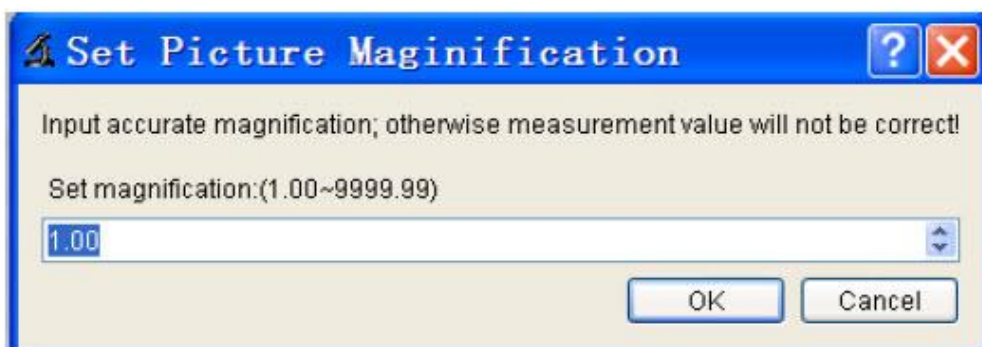 Set Picture Maginification
Input accurate magnification; otherwise measurement value will not be correct!
Set magnification:(1.00~9999.99)
1.00
OK Cancel